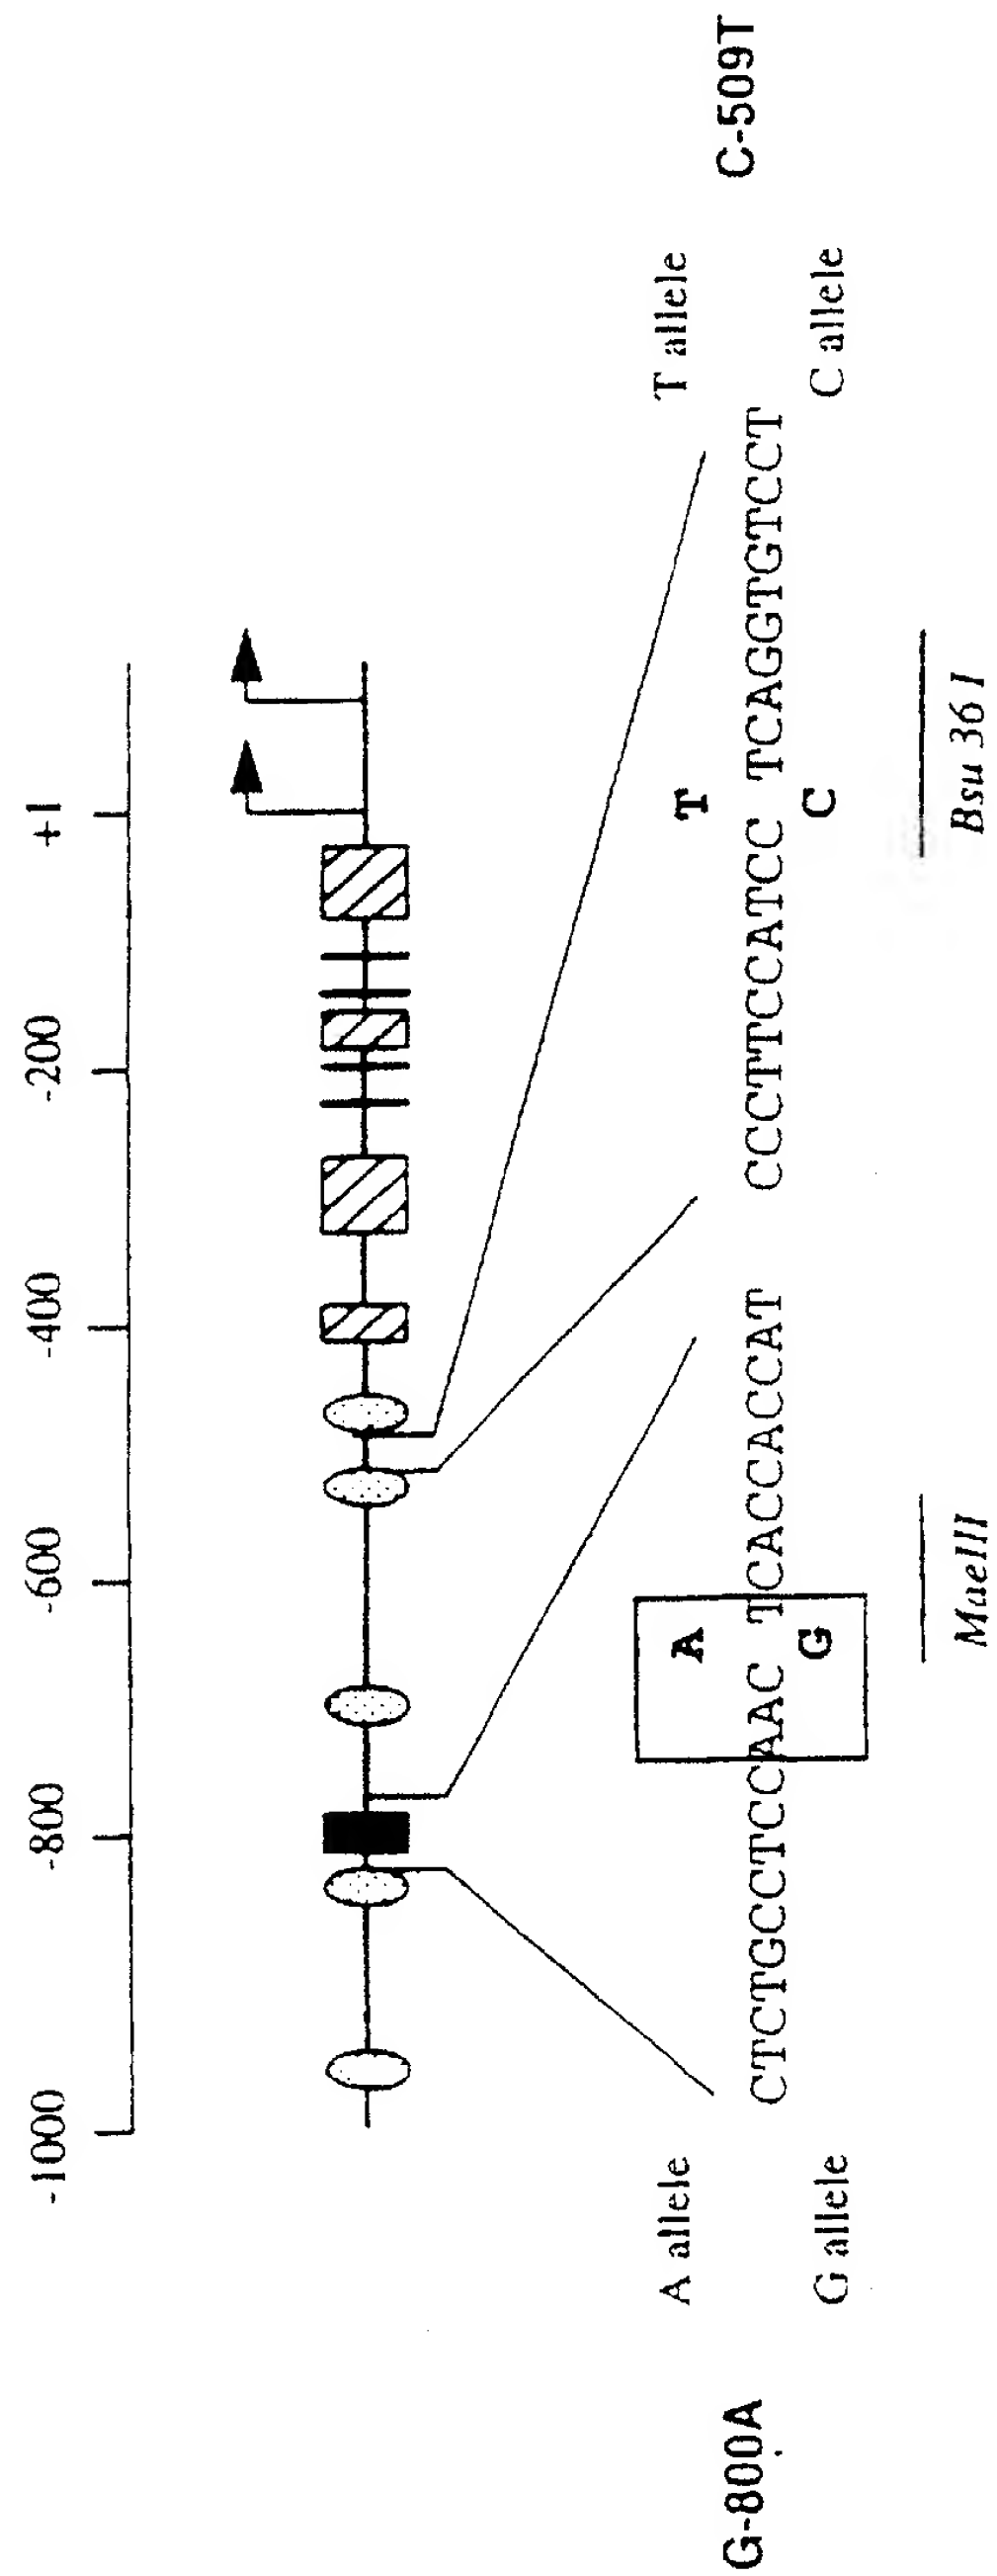 -1000 -800 -600 -400 -200 +1
A allele T allele
A T
G-800A CTCTGCCTCCAAC TCACCACCAT CCCTTCCATCC TCAGGTGTCCT C-509T
G C
G allele C allele
MaeIII Bsu 36 I